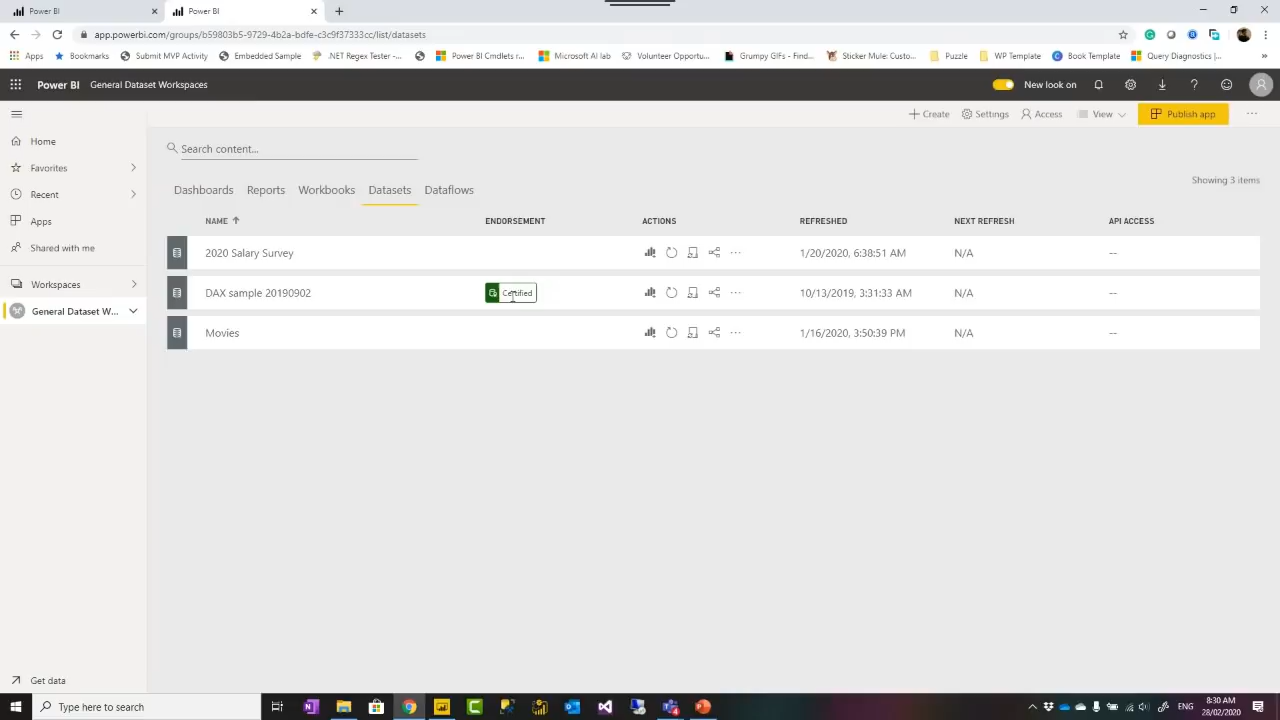 Power BI
Power BI
app.powerbi.com/groups/b59803b5-9729-4b2a-bdfe-c3c9f37333cc/list/datasets
Apps Bookmarks Submit MVP Activity Embedded Sample .NET Regex Tester -... Power BI Cmdlets r... Microsoft AI lab Volunteer Opportu... Grumpy GIFs - Find... Sticker Mule: Custo... Puzzle WP Template Book Template Query Diagnostics |... »
Power BI General Dataset Workspaces New look on
Create Settings Access View Publish app ...
Home
Favorites
Recent
Apps
Shared with me
Workspaces
General Dataset W...
Get data
Search content...
Showing 3 items
Dashboards Reports Workbooks Datasets Dataflows
NAME ENDORSEMENT ACTIONS REFRESHED NEXT REFRESH API ACCESS
2020 Salary Survey ... 1/20/2020, 6:38:51 AM N/A --
DAX sample 20190902 Certified ... 10/13/2019, 3:31:33 AM N/A --
Movies ... 1/16/2020, 3:50:39 PM N/A --
Type here to search
8:30 AM
28/02/2020